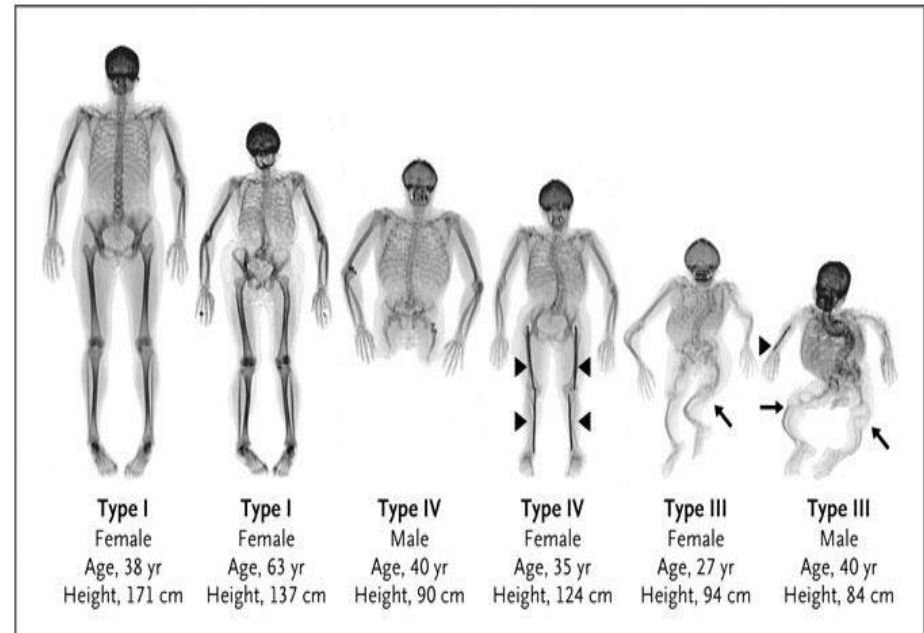 Type I
Female
Age, 38 yr
Height, 171 cm
Type I
Female
Age, 63 yr
Height, 137 cm
Type IV
Male
Age, 40 yr
Height, 90 cm
Type IV
Female
Age, 35 yr
Height, 124 cm
Type III
Female
Age, 27 yr
Height, 94 cm
Type III
Male
Age, 40 yr
Height, 84 cm